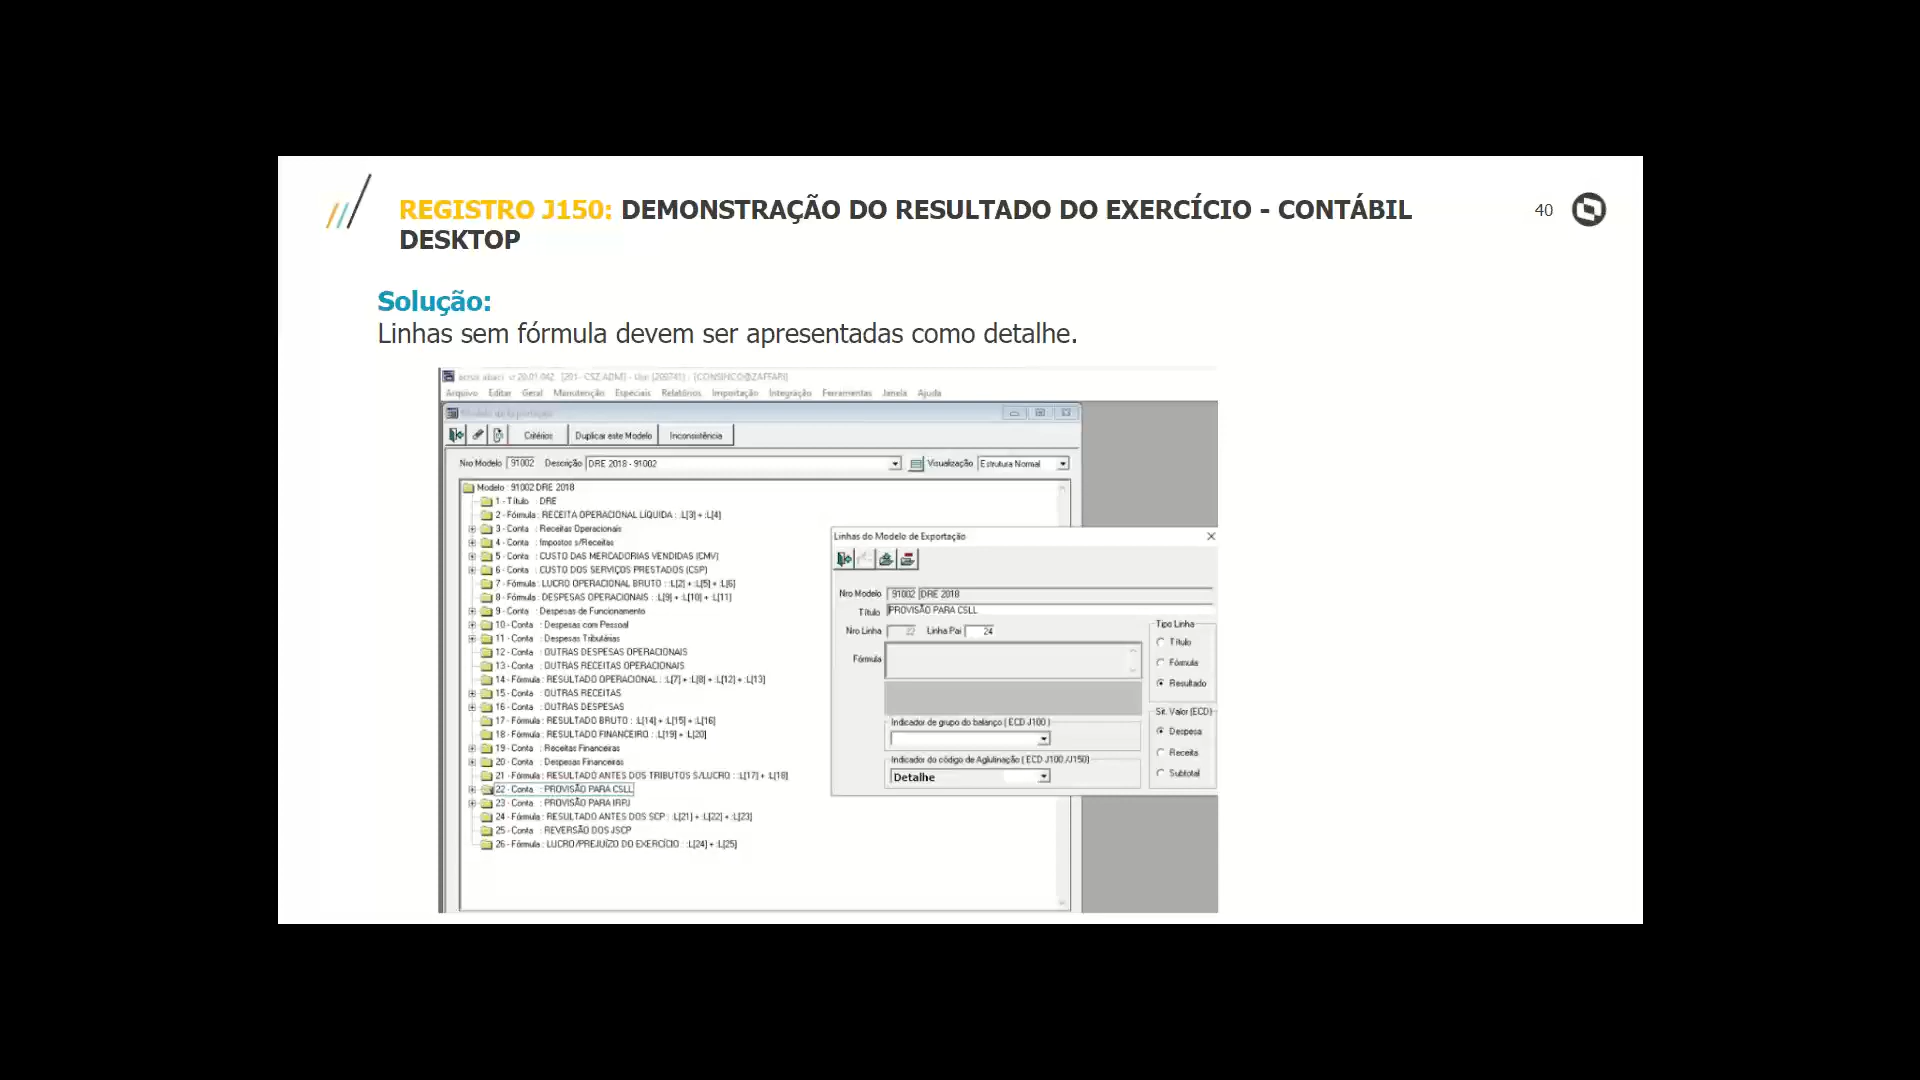 REGISTRO J150: DEMONSTRAÇÃO DO RESULTADO DO EXERCÍCIO - CONTÁBIL
DESKTOP
40
Solução:
Linhas sem fórmula devem ser apresentadas como detalhe.
Arquivo Editar Geral Manutenção Especiais Relatórios Importação Integração Ferramentas Janela Ajuda
Modelo de Exportação
Critérios Duplicar este Modelo Inconsistência
Nro Modelo 91002 Descrição DRE 2018 - 91002 Visualização Estrutura Normal
Modelo : 91002 DRE 2018
1 - Título : DRE
2 - Fórmula : RECEITA OPERACIONAL LÍQUIDA : :L[3] + :L[4]
3 - Conta : Receitas Operacionais
4 - Conta : Impostos s/Receitas
5 - Conta : CUSTO DAS MERCADORIAS VENDIDAS (CMV)
6 - Conta : CUSTO DOS SERVIÇOS PRESTADOS (CSP)
7 - Fórmula : LUCRO OPERACIONAL BRUTO : :L[2] + :L[5] + :L[6]
8 - Fórmula : DESPESAS OPERACIONAIS : :L[9] + :L[10] + :L[11]
9 - Conta : Despesas de Funcionamento
10 - Conta : Despesas com Pessoal
11 - Conta : Despesas Tributárias
12 - Conta : OUTRAS DESPESAS OPERACIONAIS
13 - Conta : OUTRAS RECEITAS OPERACIONAIS
14 - Fórmula : RESULTADO OPERACIONAL : :L[7] + :L[8] + :L[12] + :L[13]
15 - Conta : OUTRAS RECEITAS
16 - Conta : OUTRAS DESPESAS
17 - Fórmula : RESULTADO BRUTO : :L[14] + :L[15] + :L[16]
18 - Fórmula : RESULTADO FINANCEIRO : :L[19] + :L[20]
19 - Conta : Receitas Financeiras
20 - Conta : Despesas Financeiras
21 - Fórmula : RESULTADO ANTES DOS TRIBUTOS S/LUCRO : :L[17] + :L[18]
22 - Conta : PROVISÃO PARA CSLL
23 - Conta : PROVISÃO PARA IRPJ
24 - Fórmula : RESULTADO ANTES DOS SCP : :L[21] + :L[22] + :L[23]
25 - Conta : REVERSÃO DOS JSCP
26 - Fórmula : LUCRO/PREJUÍZO DO EXERCÍCIO : :L[24] + :L[25]
Linhas do Modelo de Exportação
Nro Modelo 91002 DRE 2018
Título PROVISÃO PARA CSLL
Nro Linha 22 Linha Pai 24
Fórmula
Tipo Linha
Título
Fórmula
Resultado
Indicador de grupo do balanço ( ECD J100 )
Indicador do código de Aglutinação ( ECD J100 /J150)
Detalhe
Sit. Valor (ECD)
Despesa
Receita
Subtotal